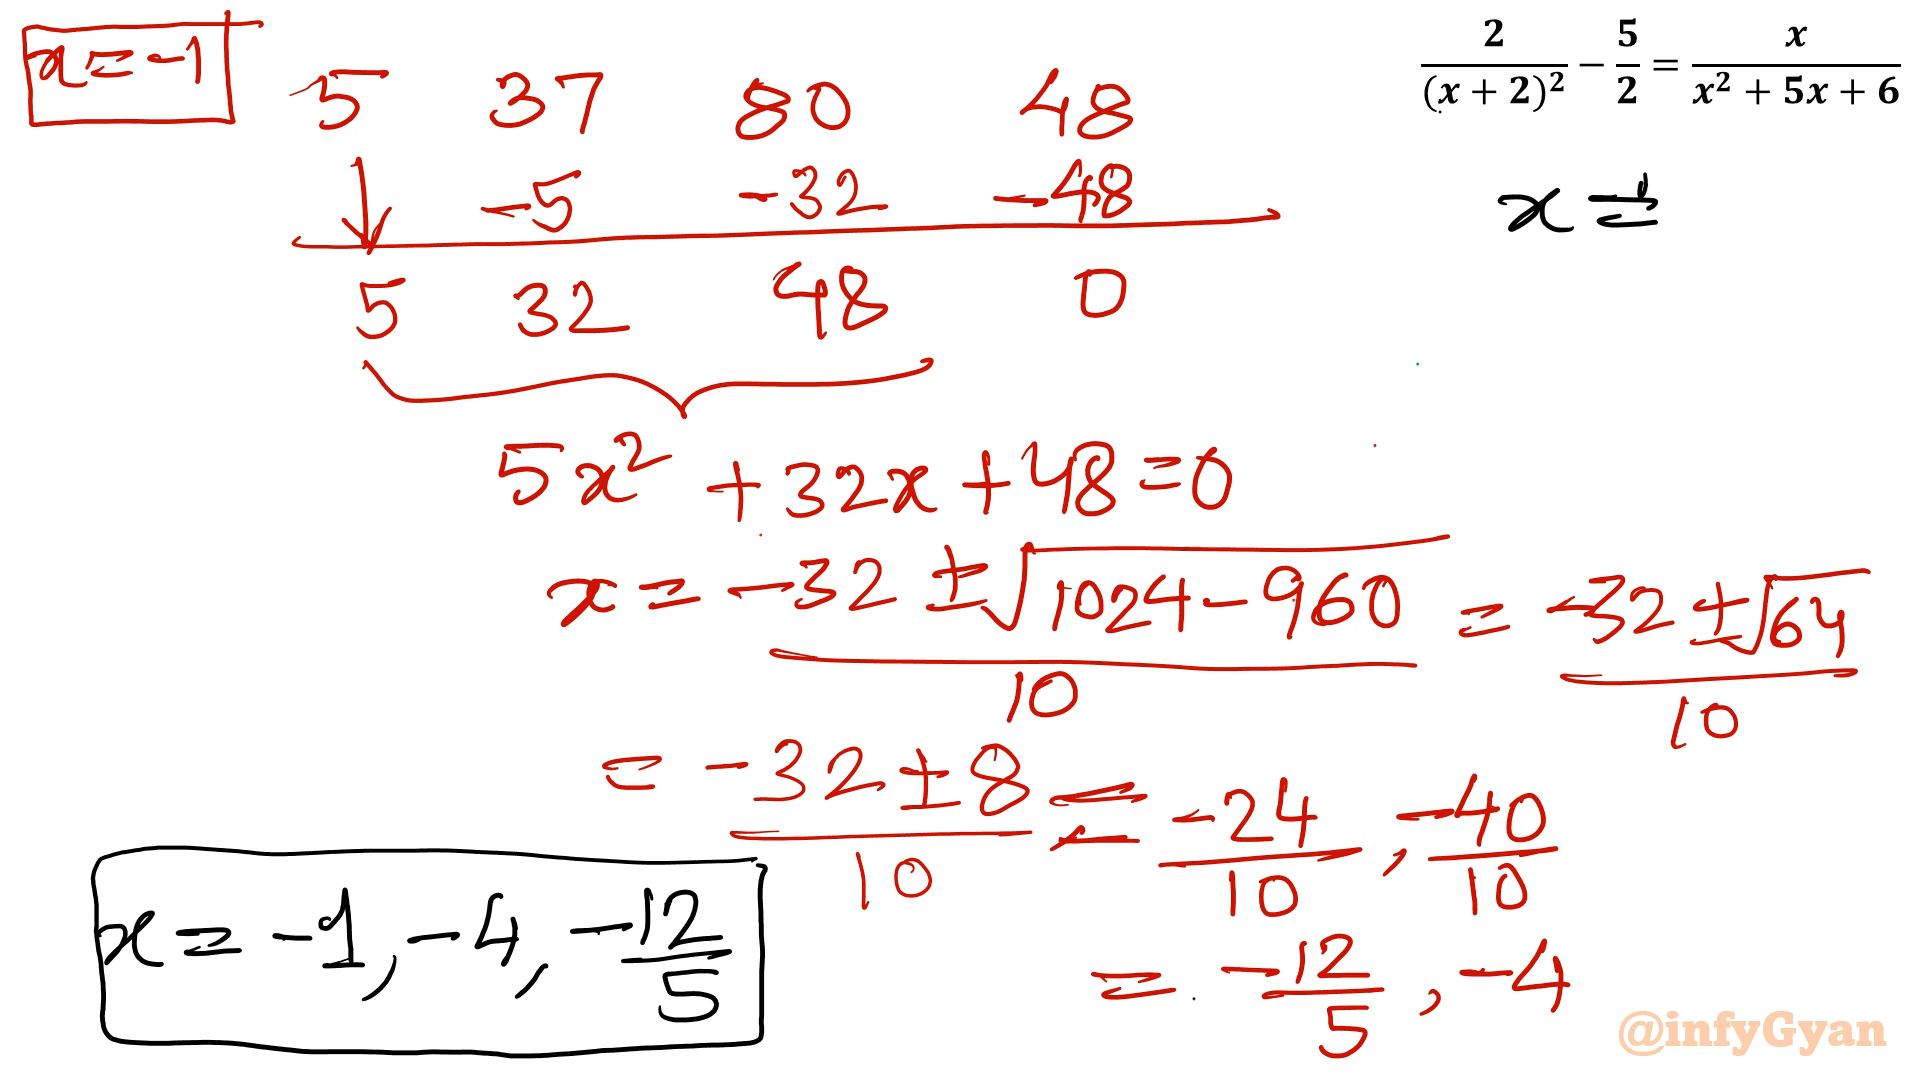 x = -1
5 37 80 48
-5 -32 -48
5 32 48 0
2/(x + 2)² − 5/2 = x/(x² + 5x + 6)
x =
5x² + 32x + 48 = 0
x = (-32 ± √(1024 - 960))/10 = (-32 ± √64)/10
= (-32 ± 8)/10 = -24/10, -40/10
= -12/5, -4
x = -1, -4, -12/5
@infyGyan